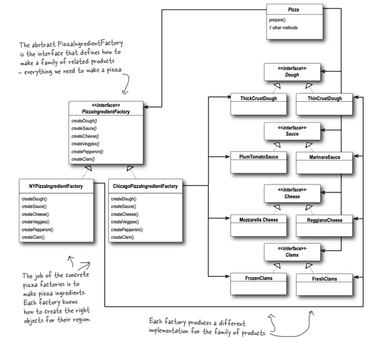 Pizza
prepare()
// other methods
The abstract PizzaIngredientFactory
is the interface that defines how to
make a family of related products
- everything we need to make a pizza.
<<interface>>
PizzaIngredientFactory
createDough()
createSauce()
createCheese()
createVeggies()
createPepperoni()
createClam()
NYPizzaIngredientFactory
createDough()
createSauce()
createCheese()
createVeggies()
createPepperoni()
createClam()
ChicagoPizzaIngredientFactory
createDough()
createSauce()
createCheese()
createVeggies()
createPepperoni()
createClam()
<<interface>>
Dough
ThickCrustDough
ThinCrustDough
<<interface>>
Sauce
PlumTomatoSauce
MarinaraSauce
<<interface>>
Cheese
Mozzarella Cheese
ReggianoCheese
<<interface>>
Clams
FrozenClams
FreshClams
The job of the concrete
pizza factories is to
make pizza ingredients.
Each factory knows
how to create the right
objects for their region.
Each factory produces a different
implementation for the family of products.